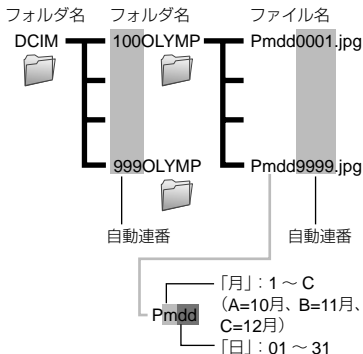 フォルダ名 フォルダ名 ファイル名
DCIM 100OLYMP Pmdd0001.jpg
999OLYMP Pmdd9999.jpg
自動連番 自動連番
Pmdd
「月」：1 ～ C
（A=10月、B=11月、
C=12月）
「日」：01 ～ 31